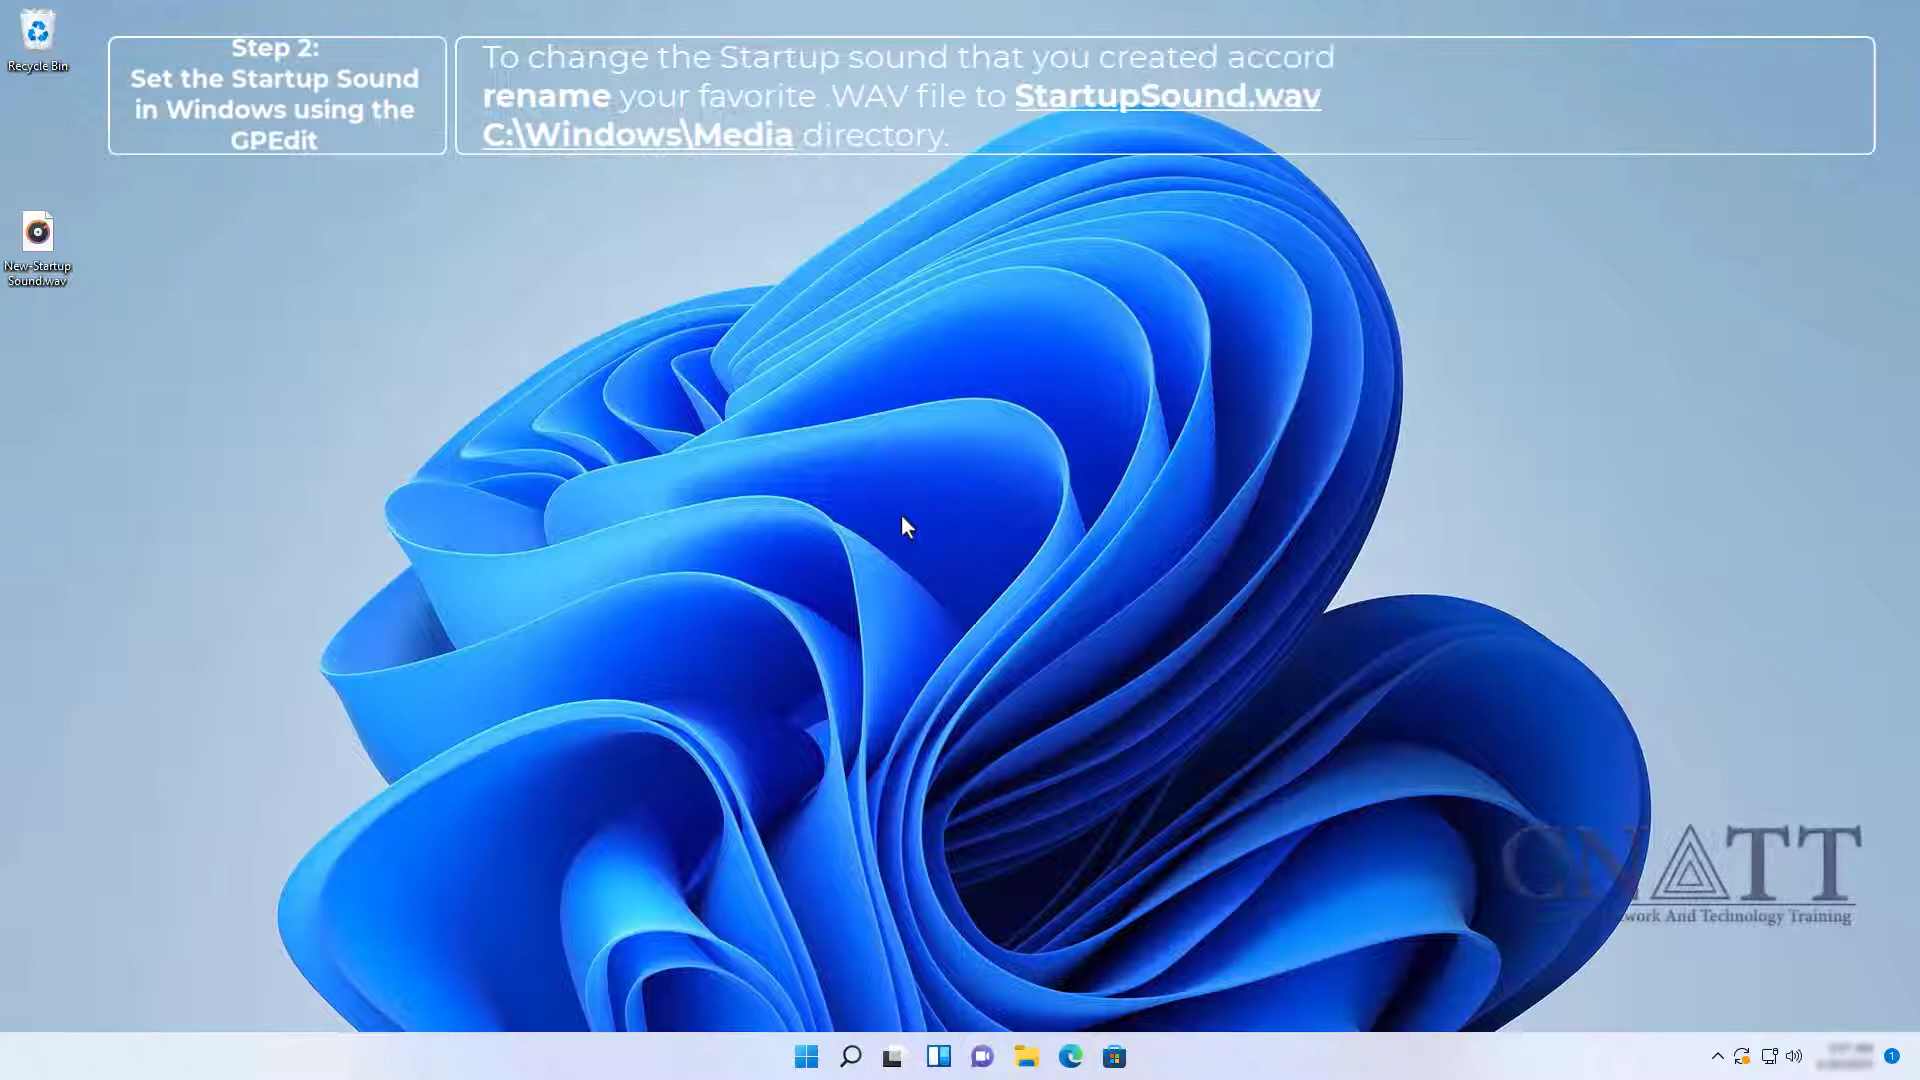 Recycle Bin
Step 2:
Set the Startup Sound
in Windows using the
GPEdit
To change the Startup sound that you created accord
rename your favorite .WAV file to StartupSound.wav
C:\Windows\Media directory.
New-Startup
Sound.wav
CNATT
work And Technology Training
1